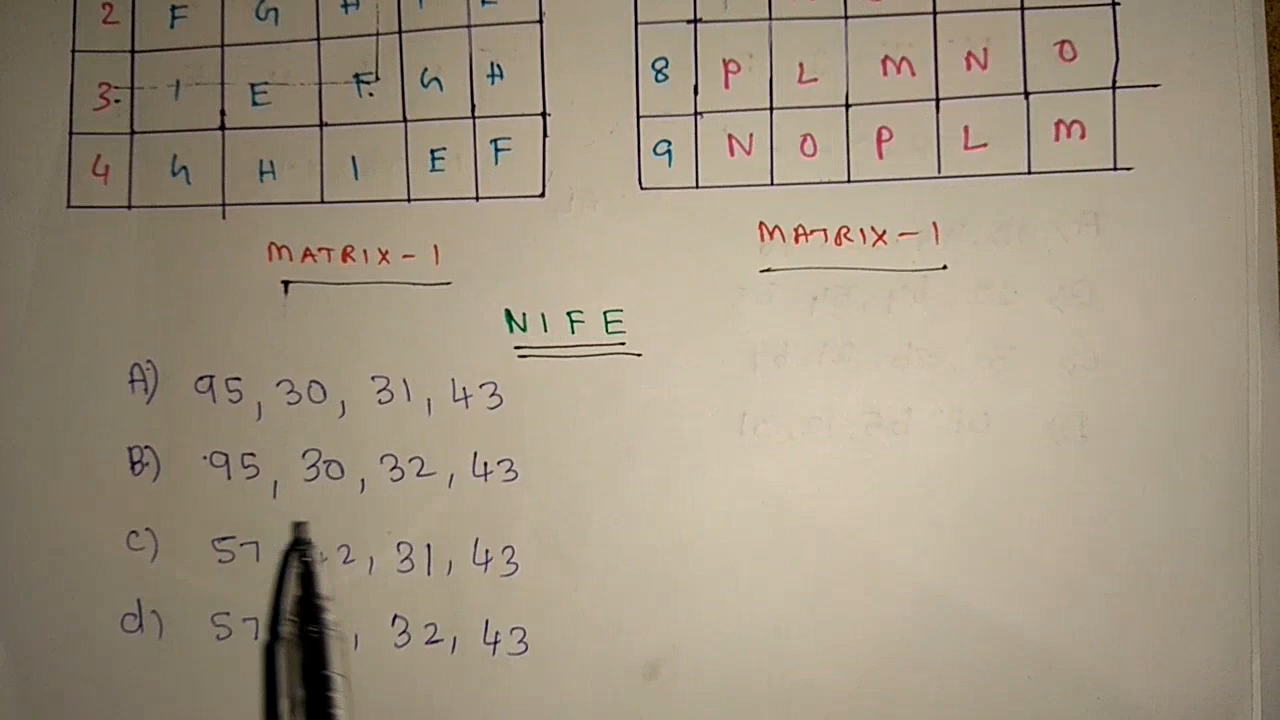 2 F G H
3. I E F. G H
4 G H I E F
8 P L M N O
9 N O P L M
MATRIX-1
MATRIX-1
NIFE
A) 95, 30, 31, 43
B) 95, 30, 32, 43
C) 57 2, 31, 43
d) 57 , 32, 43